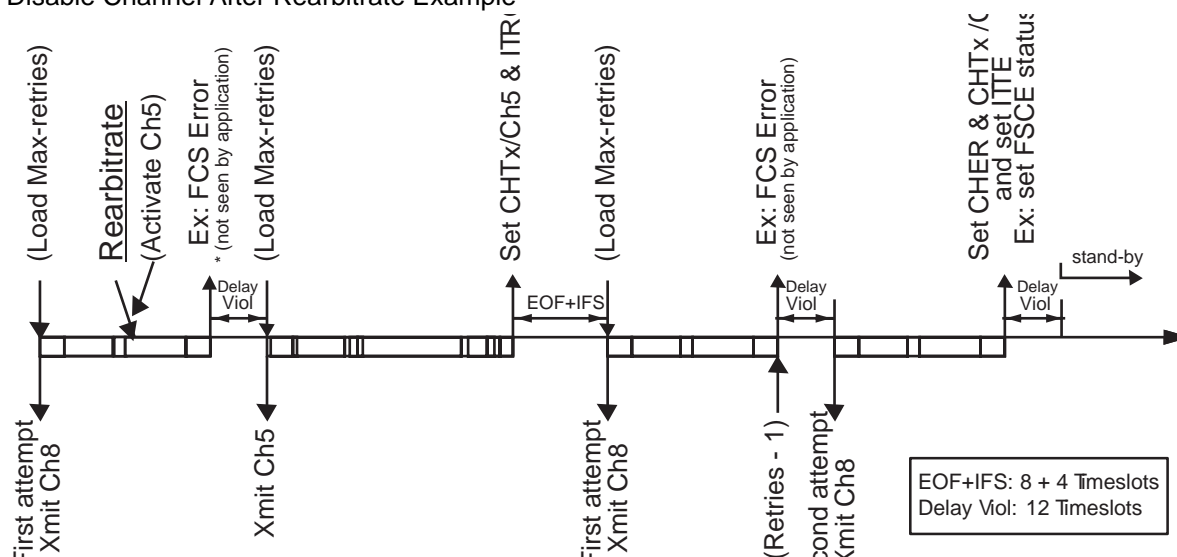 Disable Channel After Rearbitrate Example
(Load Max-retries)
Rearbitrate
(Activate Ch5)
Ex: FCS Error
* (not seen by application)
(Load Max-retries)
Set CHTx/Ch5 & ITR
(Load Max-retries)
Ex: FCS Error
(not seen by application)
Set CHER & CHTx /
and set ITTE
Ex: set FSCE status
stand-by
Delay
Viol
EOF+IFS
Delay
Viol
Delay
Viol
First attempt
Xmit Ch8
Xmit Ch5
First attempt
Xmit Ch8
(Retries - 1)
cond attempt
Xmit Ch8
EOF+IFS: 8 + 4 Timeslots
Delay Viol: 12 Timeslots